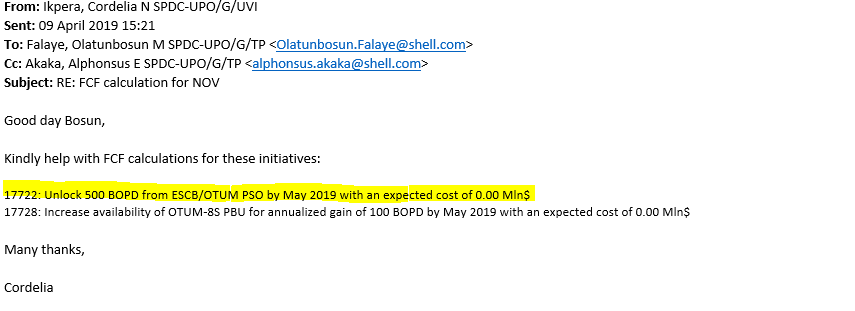 From: Ikpera, Cordelia N SPDC-UPO/G/UVI
Sent: 09 April 2019 15:21
To: Falaye, Olatunbosun M SPDC-UPO/G/TP <Olatunbosun.Falaye@shell.com>
Cc: Akaka, Alphonsus E SPDC-UPO/G/TP <alphonsus.akaka@shell.com>
Subject: RE: FCF calculation for NOV
Good day Bosun,
Kindly help with FCF calculations for these initiatives:
17722: Unlock 500 BOPD from ESCB/OTUM PSO by May 2019 with an expected cost of 0.00 Mln$
17728: Increase availability of OTUM-8S PBU for annualized gain of 100 BOPD by May 2019 with an expected cost of 0.00 Mln$
Many thanks,
Cordelia